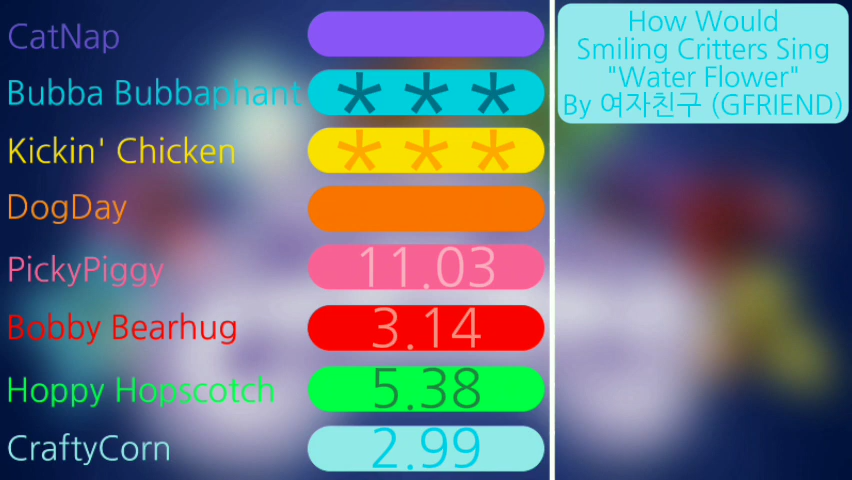 CatNap
Bubba Bubbaphant * * *
Kickin' Chicken * * *
DogDay
PickyPiggy 11.03
Bobby Bearhug 3.14
Hoppy Hopscotch 5.38
CraftyCorn 2.99
How Would
Smiling Critters Sing
"Water Flower"
By 여자친구 (GFRIEND)